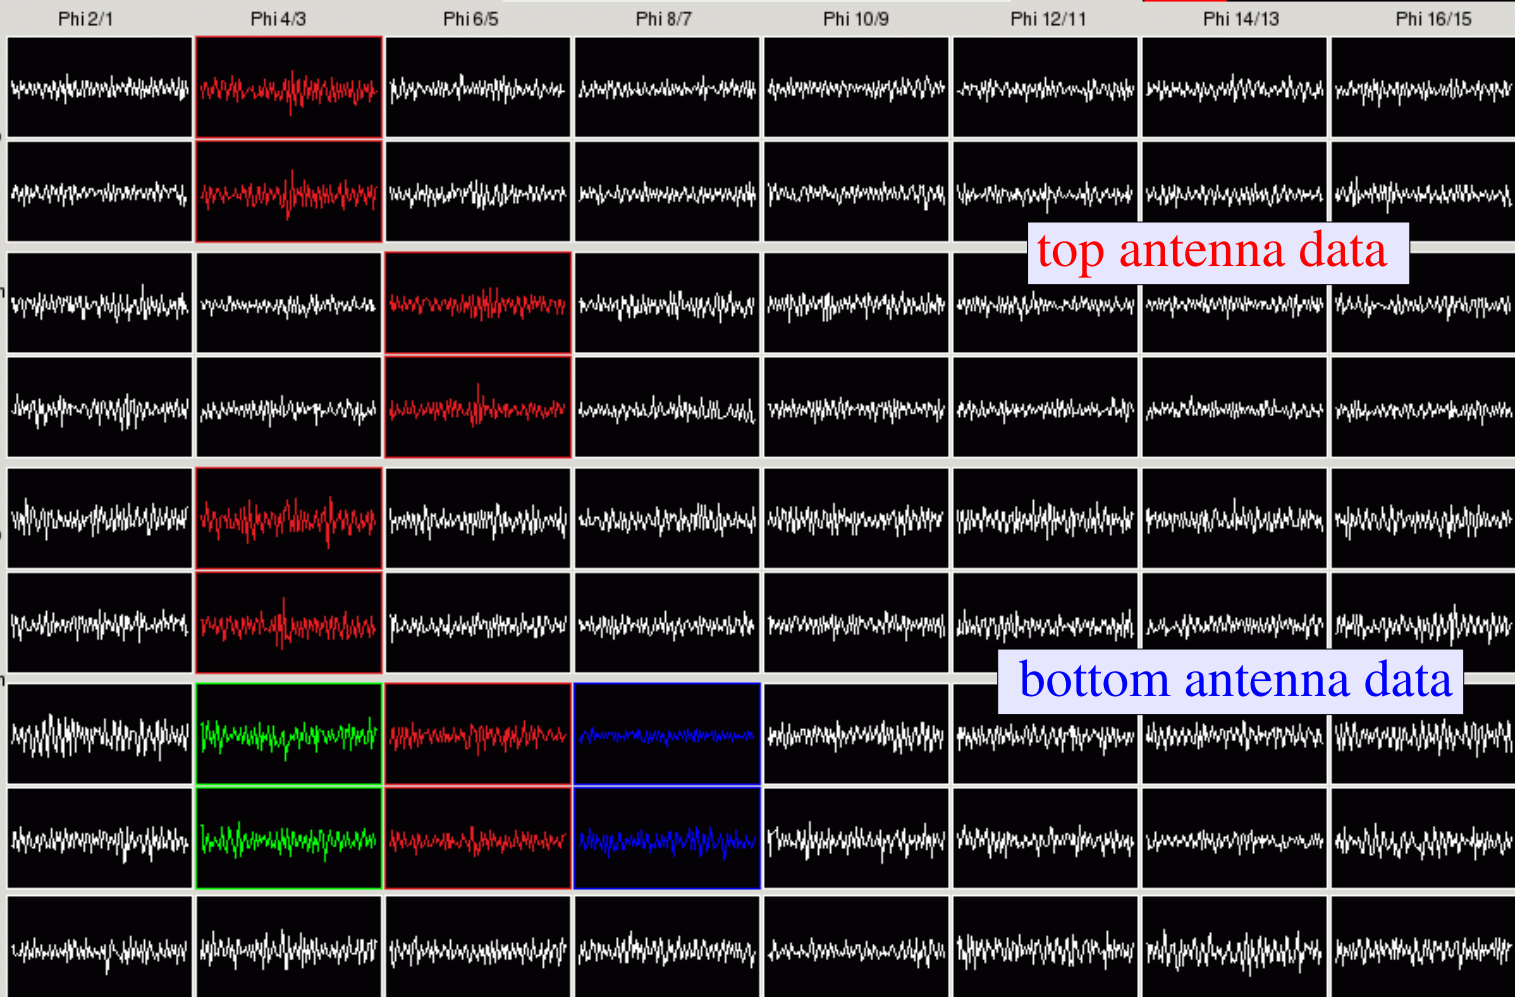 Phi 2/1 Phi 4/3 Phi 6/5 Phi 8/7 Phi 10/9 Phi 12/11 Phi 14/13 Phi 16/15
top antenna data
bottom antenna data